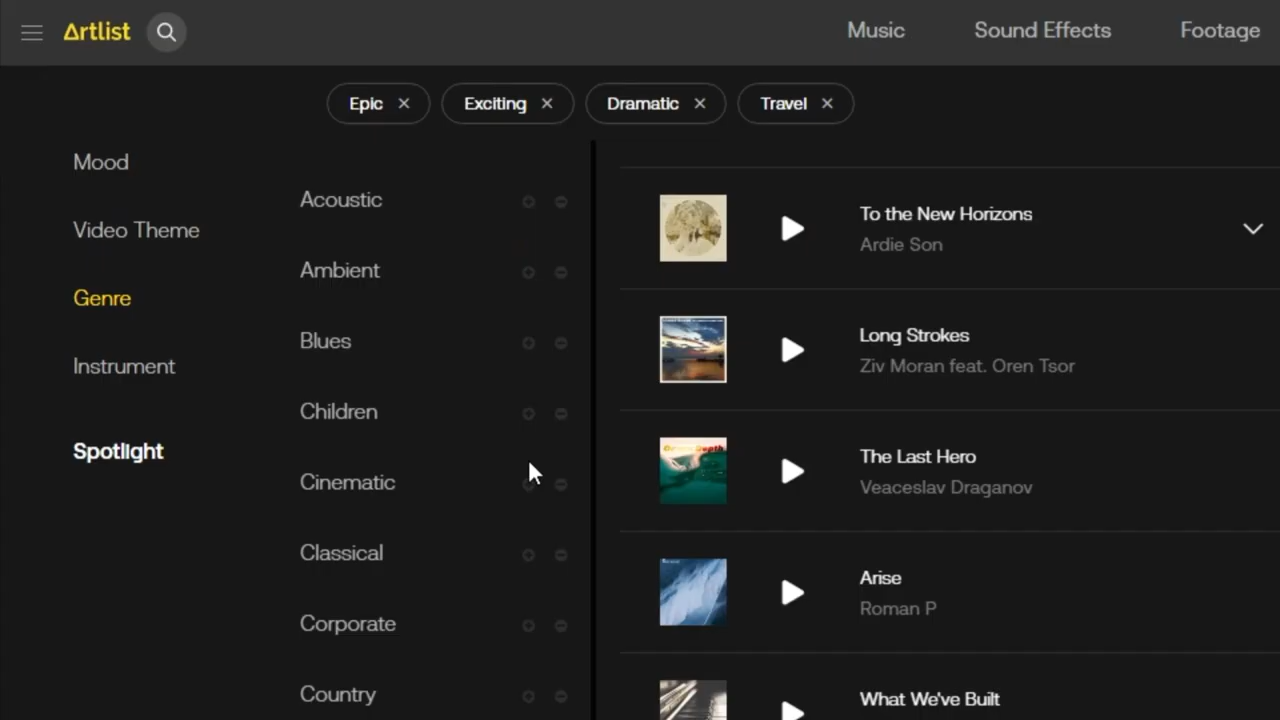 Artlist
Music
Sound Effects
Footage
Epic
Exciting
Dramatic
Travel
Mood
Video Theme
Genre
Instrument
Spotlight
Acoustic
Ambient
Blues
Children
Cinematic
Classical
Corporate
Country
To the New Horizons
Ardie Son
Long Strokes
Ziv Moran feat. Oren Tsor
The Last Hero
Veaceslav Draganov
Arise
Roman P
What We've Built